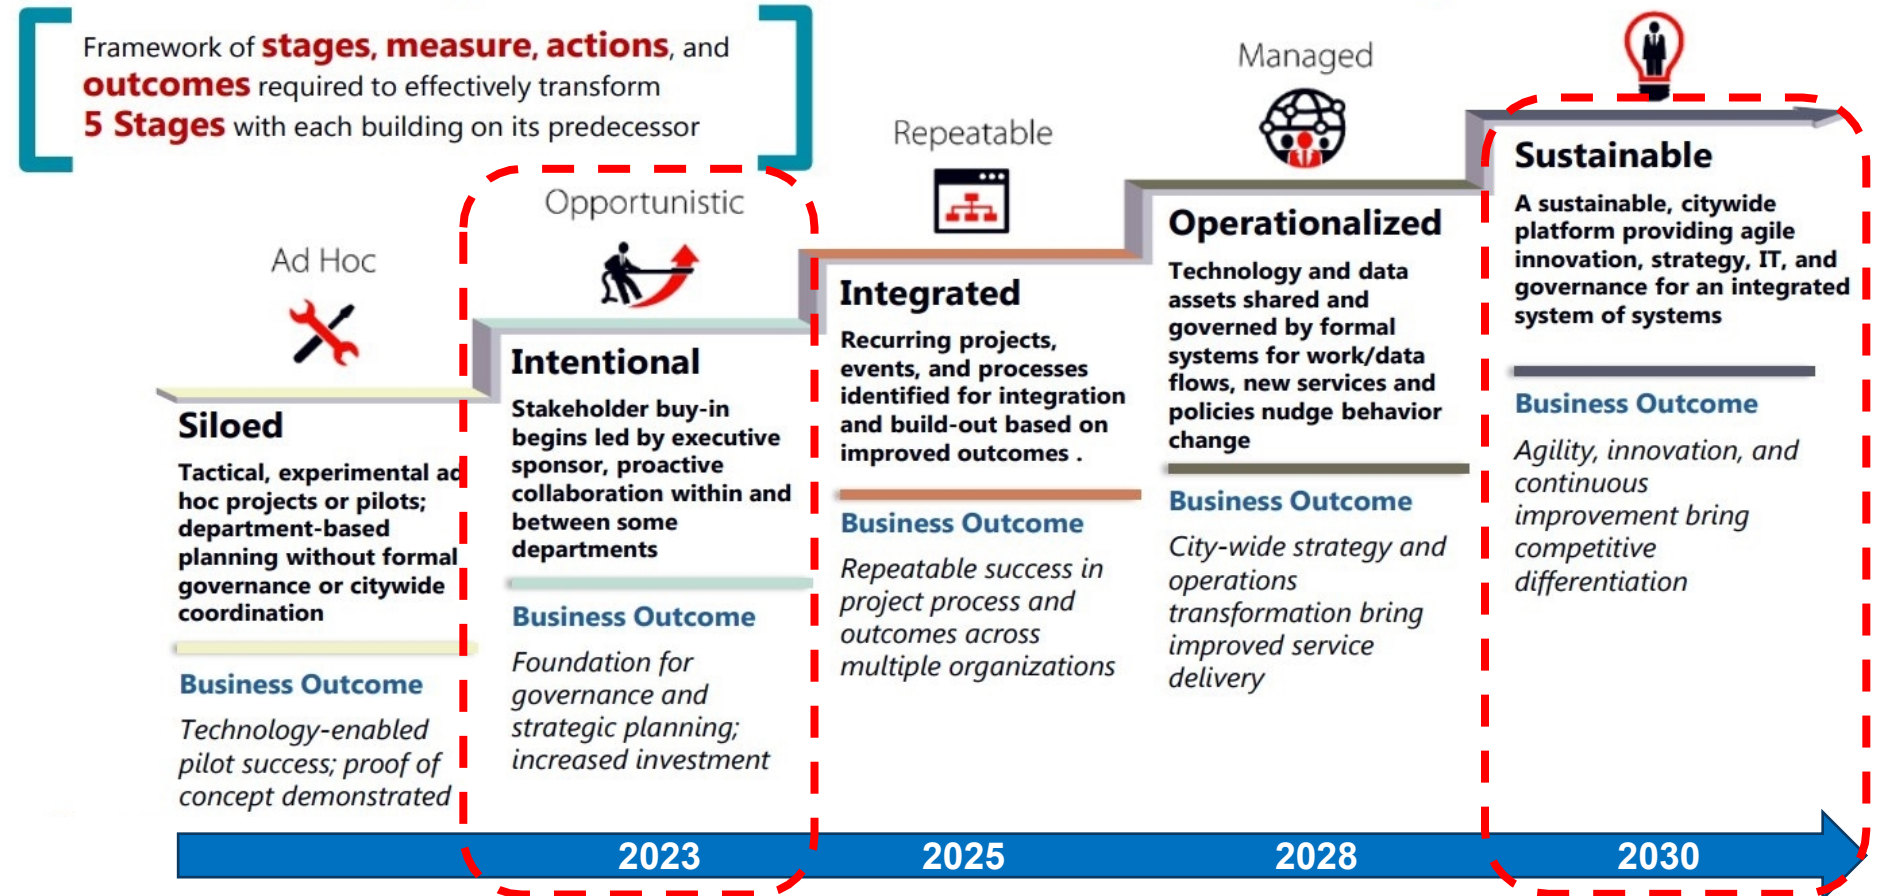 Framework of stages, measure, actions, and
outcomes required to effectively transform
5 Stages with each building on its predecessor
Ad Hoc
Siloed
Tactical, experimental ad
hoc projects or pilots;
department-based
planning without formal
governance or citywide
coordination
Business Outcome
Technology-enabled
pilot success; proof of
concept demonstrated
Opportunistic
Intentional
Stakeholder buy-in
begins led by executive
sponsor, proactive
collaboration within and
between some
departments
Business Outcome
Foundation for
governance and
strategic planning;
increased investment
Repeatable
Integrated
Recurring projects,
events, and processes
identified for integration
and build-out based on
improved outcomes .
Business Outcome
Repeatable success in
project process and
outcomes across
multiple organizations
Managed
Operationalized
Technology and data
assets shared and
governed by formal
systems for work/data
flows, new services and
policies nudge behavior
change
Business Outcome
City-wide strategy and
operations
transformation bring
improved service
delivery
Sustainable
A sustainable, citywide
platform providing agile
innovation, strategy, IT, and
governance for an integrated
system of systems
Business Outcome
Agility, innovation, and
continuous
improvement bring
competitive
differentiation
2023
2025
2028
2030